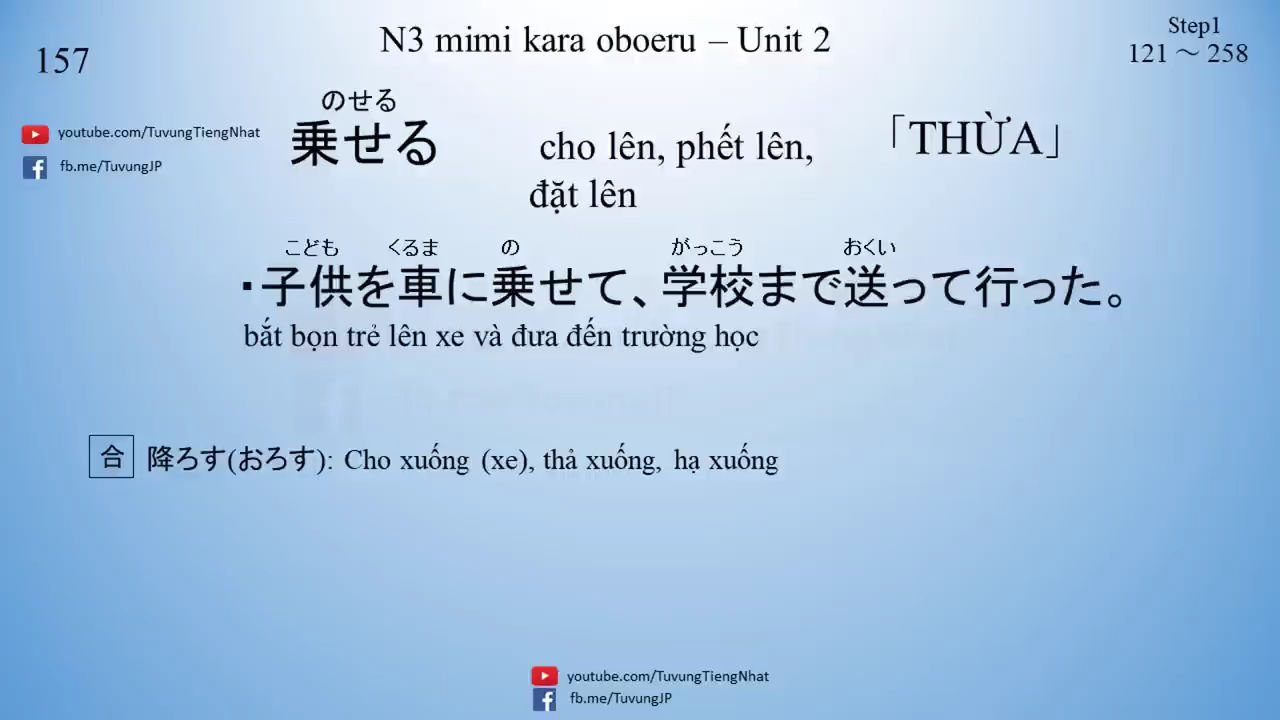 N3 mimi kara oboeru – Unit 2
Step1
121 ~ 258
157
youtube.com/TuvungTiengNhat
fb.me/TuvungJP
のせる
乗せる
cho lên, phết lên,
đặt lên
「THỪA」
こども くるま の がっこう おくい
・子供を車に乗せて、学校まで送って行った。
bắt bọn trẻ lên xe và đưa đến trường học
合 降ろす(おろす): Cho xuống (xe), thả xuống, hạ xuống
youtube.com/TuvungTiengNhat
fb.me/TuvungJP